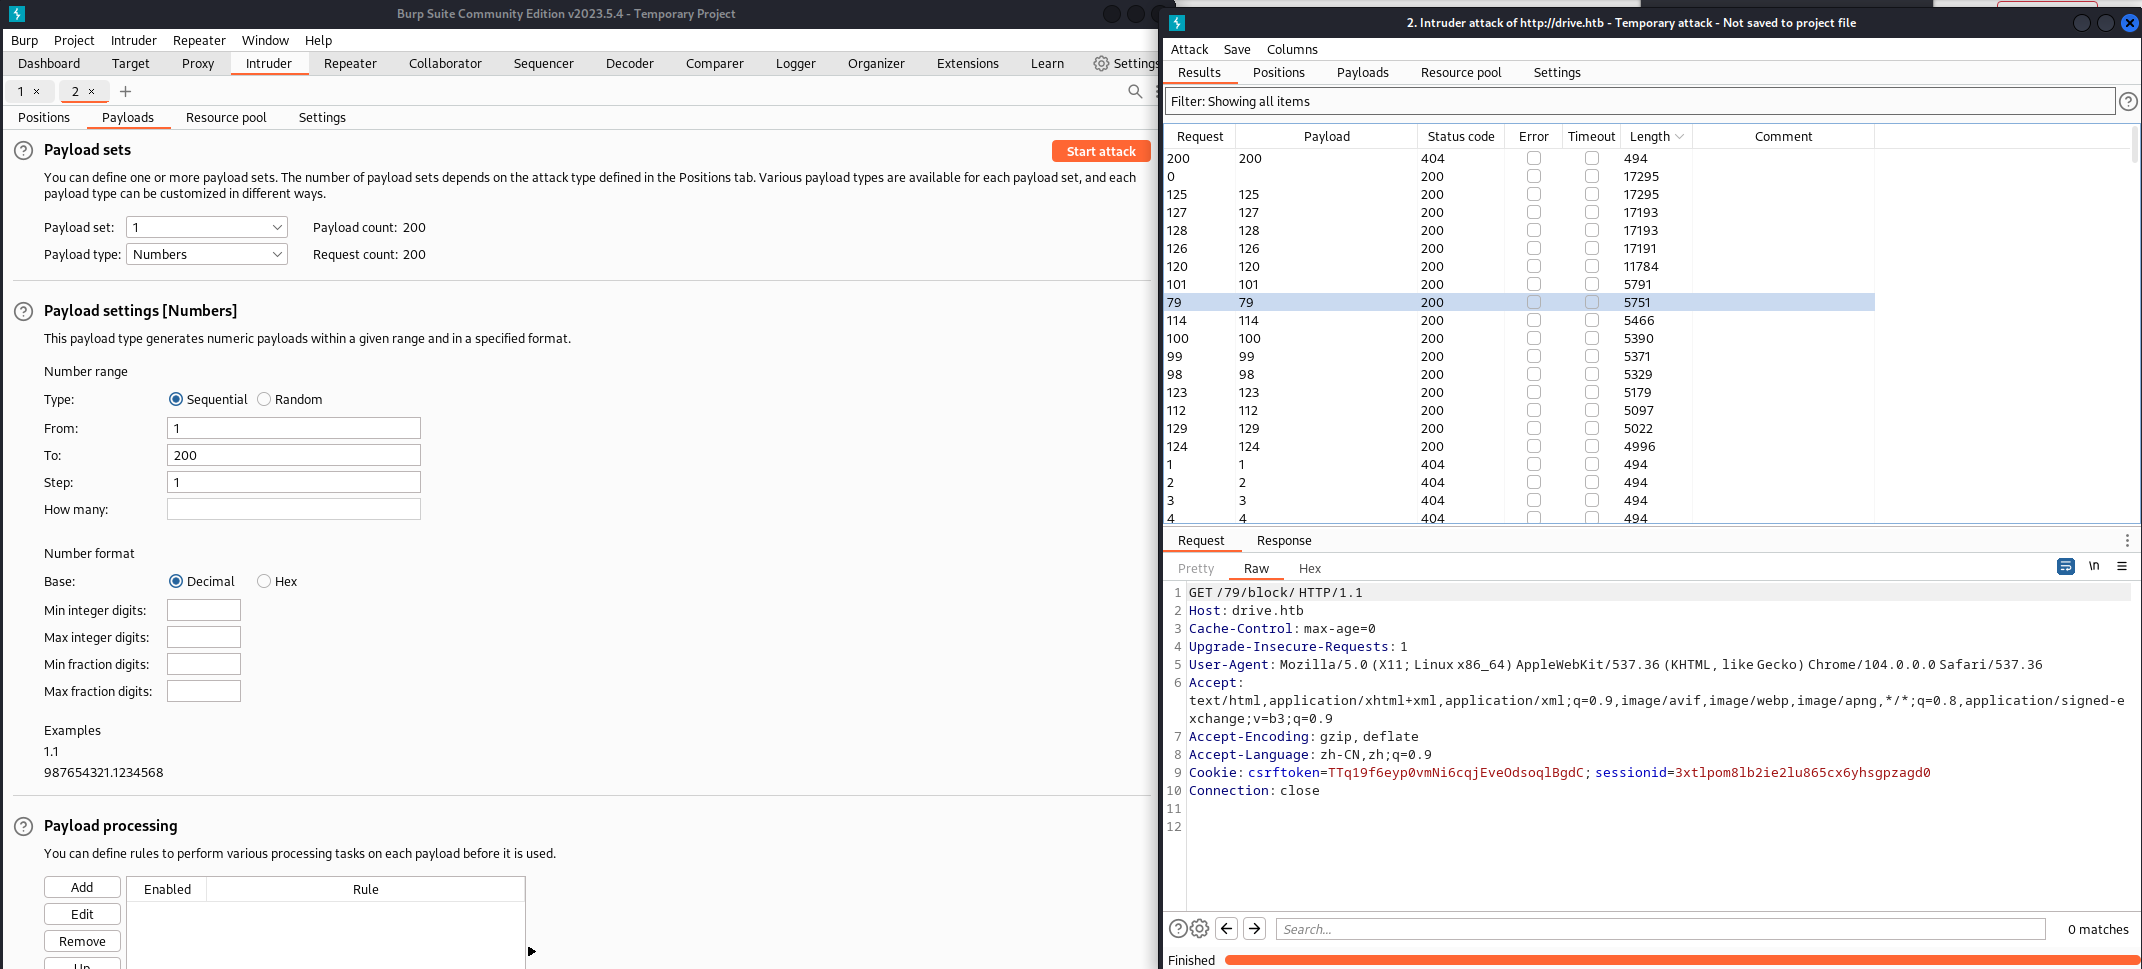 Burp Suite Community Edition v2023.5.4 - Temporary Project
Burp Project Intruder Repeater Window Help
Dashboard Target Proxy Intruder Repeater Collaborator Sequencer Decoder Comparer Logger Organizer Extensions Learn Settings
1 × 2 × +
Positions Payloads Resource pool Settings
? Payload sets
Start attack
You can define one or more payload sets. The number of payload sets depends on the attack type defined in the Positions tab. Various payload types are available for each payload set, and each
payload type can be customized in different ways.
Payload set: 1 Payload count: 200
Payload type: Numbers Request count: 200
? Payload settings [Numbers]
This payload type generates numeric payloads within a given range and in a specified format.
Number range
Type: Sequential Random
From: 1
To: 200
Step: 1
How many:
Number format
Base: Decimal Hex
Min integer digits:
Max integer digits:
Min fraction digits:
Max fraction digits:
Examples
1.1
987654321.1234568
? Payload processing
You can define rules to perform various processing tasks on each payload before it is used.
Add Enabled Rule
Edit
Remove
Up
2. Intruder attack of http://drive.htb - Temporary attack - Not saved to project file
Attack Save Columns
Results Positions Payloads Resource pool Settings
Filter: Showing all items ?
Request Payload Status code Error Timeout Length Comment
200 200 404 494
0 200 17295
125 125 200 17295
127 127 200 17193
128 128 200 17193
126 126 200 17191
120 120 200 11784
101 101 200 5791
79 79 200 5751
114 114 200 5466
100 100 200 5390
99 99 200 5371
98 98 200 5329
123 123 200 5179
112 112 200 5097
129 129 200 5022
124 124 200 4996
1 1 404 494
2 2 404 494
3 3 404 494
4 4 404 494
Request Response
Pretty Raw Hex \n
1 GET /79/block/ HTTP/1.1
2 Host: drive.htb
3 Cache-Control: max-age=0
4 Upgrade-Insecure-Requests: 1
5 User-Agent: Mozilla/5.0 (X11; Linux x86_64) AppleWebKit/537.36 (KHTML, like Gecko) Chrome/104.0.0.0 Safari/537.36
6 Accept:
text/html,application/xhtml+xml,application/xml;q=0.9,image/avif,image/webp,image/apng,*/*;q=0.8,application/signed-e
xchange;v=b3;q=0.9
7 Accept-Encoding: gzip, deflate
8 Accept-Language: zh-CN,zh;q=0.9
9 Cookie: csrftoken=TTq19f6eyp0vmNi6cqjEveOdsoqlBgdC; sessionid=3xtlpom8lb2ie2lu865cx6yhsgpzagd0
10 Connection: close
11
12
? Search... 0 matches
Finished